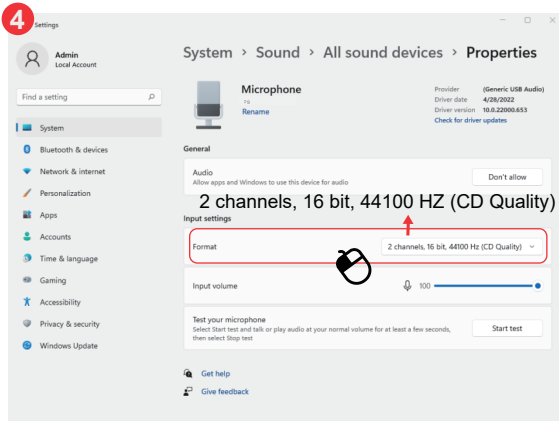 4
Settings
Admin
Local Account
Find a setting
System
Bluetooth & devices
Network & internet
Personalization
Apps
Accounts
Time & language
Gaming
Accessibility
Privacy & security
Windows Update
System > Sound > All sound devices > Properties
Microphone
Rename
Provider (Generic USB Audio)
Driver date 4/28/2022
Driver version 10.0.22000.653
Check for driver updates
General
Audio
Allow apps and Windows to use this device for audio
Don't allow
2 channels, 16 bit, 44100 HZ (CD Quality)
Input settings
Format
2 channels, 16 bit, 44100 Hz (CD Quality)
Input volume
100
Test your microphone
Select Start test and talk or play audio at your normal volume for at least a few seconds,
then select Stop test
Start test
Get help
Give feedback